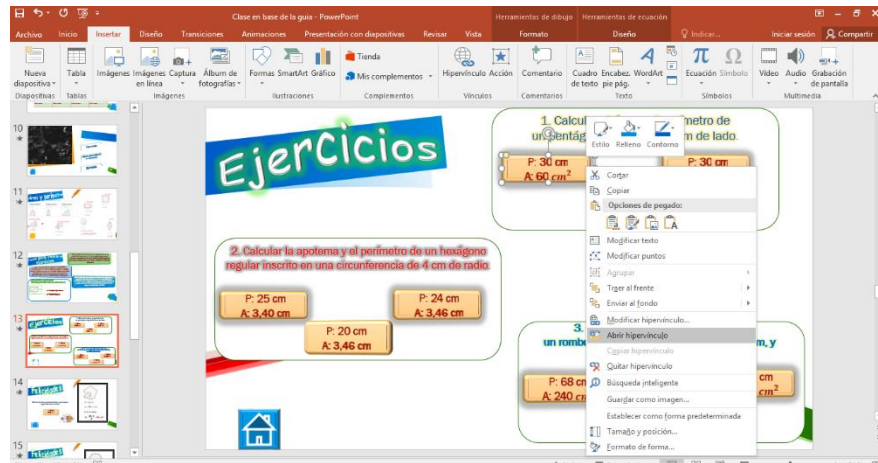 Clase en base de la guia - PowerPoint
Herramientas de dibujo
Herramientas de ecuación
Archivo
Inicio
Insertar
Diseño
Transiciones
Animaciones
Presentación con diapositivas
Revisar
Vista
Formato
Diseño
Indicar...
Iniciar sesión
Compartir
Nueva diapositiva
Tabla
Imágenes
Imágenes en línea
Captura
Álbum de fotografías
Formas
SmartArt
Gráfico
Tienda
Mis complementos
Hipervínculo
Acción
Comentario
Cuadro de texto
Encabez. pie pág.
WordArt
Ecuación
Símbolo
Vídeo
Audio
Grabación de pantalla
Diapositivas
Tablas
Imágenes
Ilustraciones
Complementos
Vínculos
Comentarios
Texto
Símbolos
Multimedia
10
11
12
13
14
15
Ejercicios
1. Calcul
metro de
m de lado.
P: 30 cm
A: 60 cm²
P: 30 cm
2. Calcular la apotema y el perímetro de un hexágono
regular inscrito en una circunferencia de 4 cm de radio.
P: 25 cm
A: 3,40 cm
P: 24 cm
A: 3,46 cm
P: 20 cm
A: 3,46 cm
3.
un romb
m, y
P: 68 cm
A: 240 cm
cm
cm²
Estilo
Relleno
Contorno
Cortar
Copiar
Opciones de pegado:
Modificar texto
Modificar puntos
Agrupar
Traer al frente
Enviar al fondo
Modificar hipervínculo...
Abrir hipervínculo
Copiar hipervínculo
Quitar hipervínculo
Búsqueda inteligente
Guardar como imagen...
Establecer como forma predeterminada
Tamaño y posición...
Formato de forma...